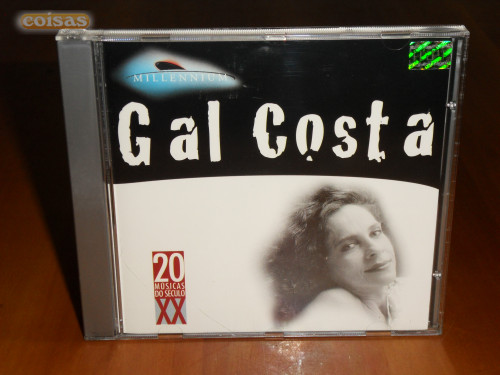 coisas
MILLENNIUM
Gal Costa
20
MÚSICAS
DO SÉCULO
XX